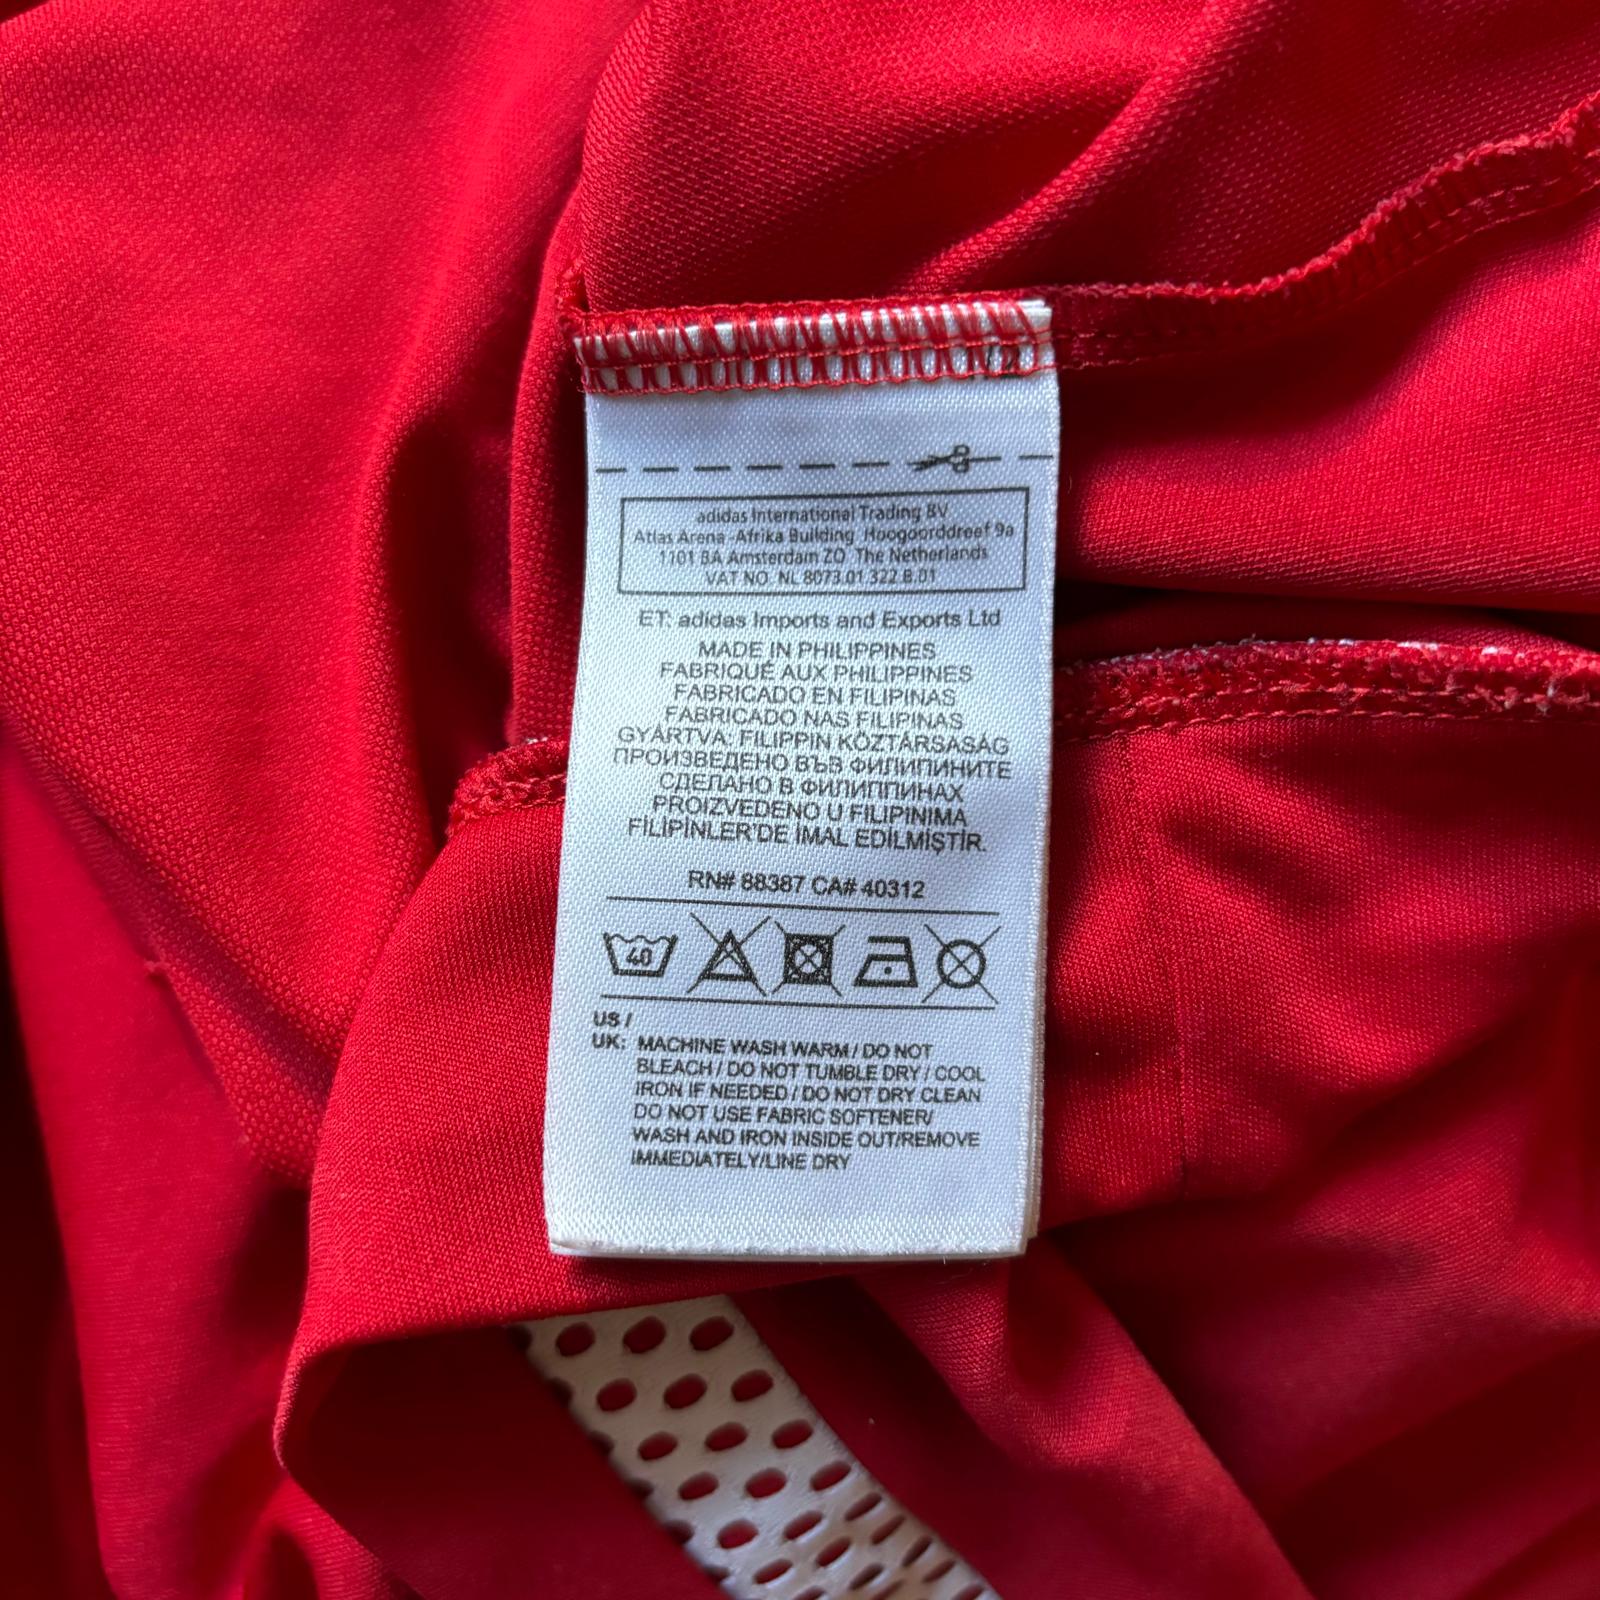 adidas International Trading BV
Atlas Arena -Afrika Building Hoogoorddreef 9a
1101 BA Amsterdam ZO The Netherlands
VAT NO. NL 8073.01.322.B.01
ET: adidas Imports and Exports Ltd
MADE IN PHILIPPINES
FABRIQUÉ AUX PHILIPPINES
FABRICADO EN FILIPINAS
FABRICADO NAS FILIPINAS
GYÁRTVA: FILIPPIN KÖZTÁRSASÁG
ПРОИЗВЕДЕНО ВЪВ ФИЛИПИНИТЕ
СДЕЛАНО В ФИЛИППИНАХ
PROIZVEDENO U FILIPINIMA
FİLİPİNLER'DE İMAL EDİLMİŞTİR.
RN# 88387 CA# 40312
40
US /
UK: MACHINE WASH WARM / DO NOT
BLEACH / DO NOT TUMBLE DRY / COOL
IRON IF NEEDED / DO NOT DRY CLEAN
DO NOT USE FABRIC SOFTENER/
WASH AND IRON INSIDE OUT/REMOVE
IMMEDIATELY/LINE DRY